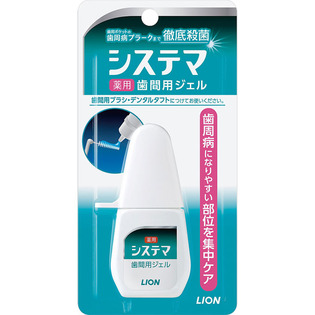 歯周ポケットの
歯周病プラークまで徹底殺菌
システマ
薬用 歯間用ジェル
歯間用ブラシ・デンタルタフトにつけてお使いください。
歯周病になりやすい部位を集中ケア
薬用
システマ
歯間用ジェル
LION
LION